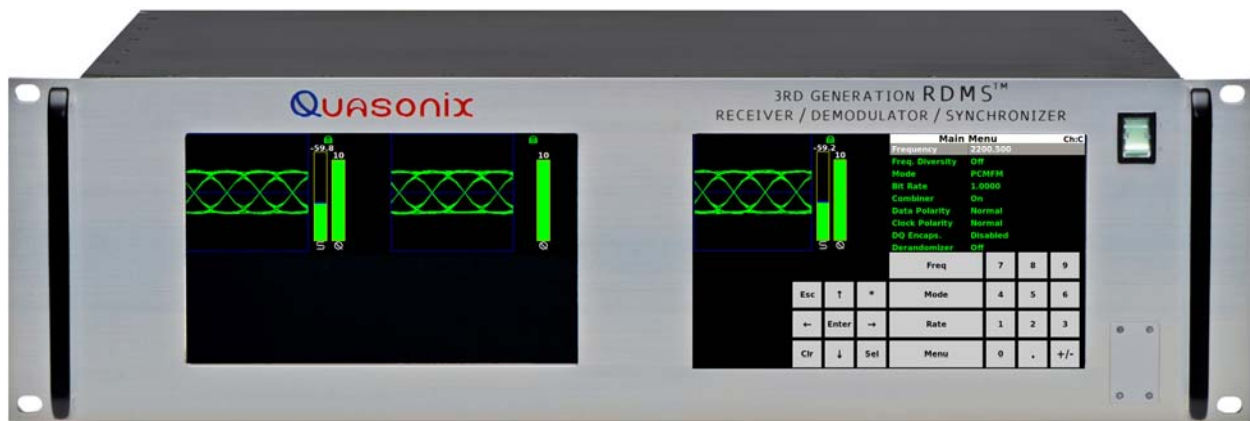 Quasonix
3RD GENERATION RDMS™
RECEIVER / DEMODULATOR / SYNCHRONIZER
-59.8
10
S
Q
10
Q
-59.2
10
S
Q
Main Menu Ch:C
Frequency 2200.500
Freq. Diversity Off
Mode PCMFM
Bit Rate 1.0000
Combiner On
Data Polarity Normal
Clock Polarity Normal
DQ Encaps. Disabled
Derandomizer Off
Freq 7 8 9
Esc ↑ * Mode 4 5 6
← Enter → Rate 1 2 3
Clr ↓ Sel Menu 0 . +/-